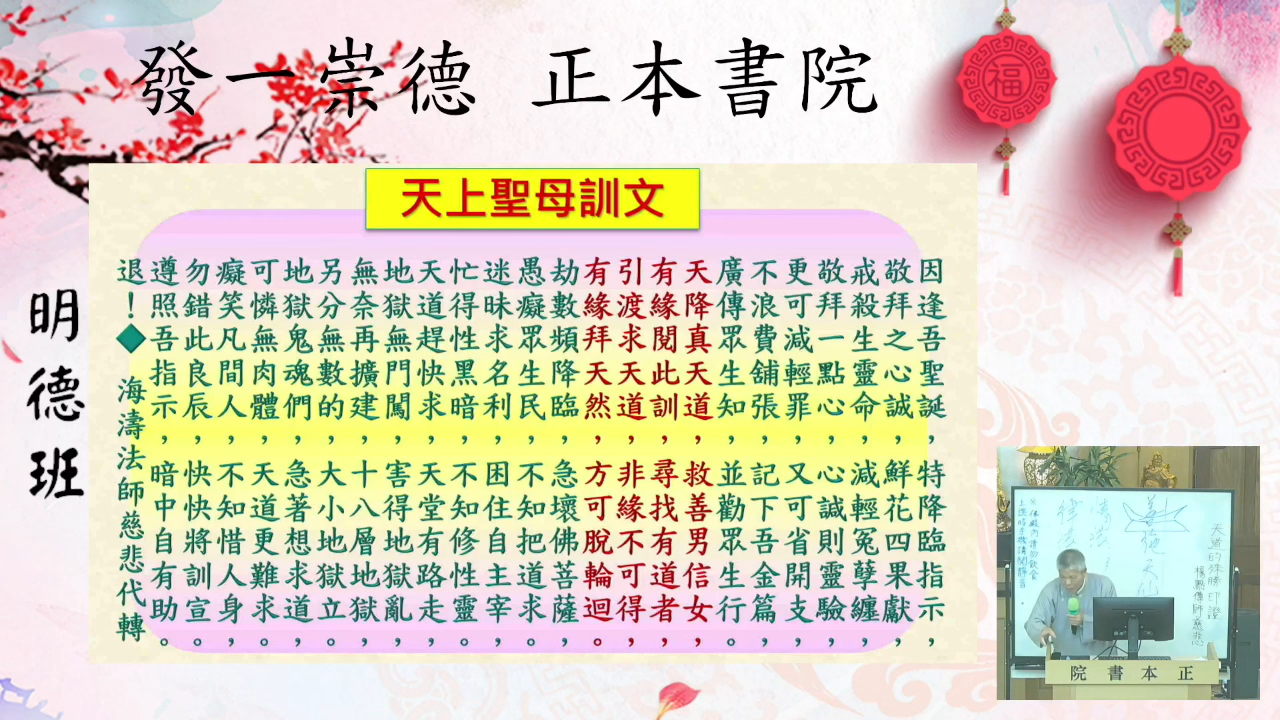 發一崇德 正本書院
明德班
天上聖母訓文
因逢吾聖誕，特降臨指示，
敬拜之心誠，鮮花四果獻，
戒殺生靈命，減輕冤孽纏，
敬拜一點心，心誠則靈驗，
更可減輕罪，又可省開支，
不浪費舖張，記下吾金篇，
廣傳眾生知，並勸眾生行。
天降真天道，救善男信女，
有緣閱此訓，尋找有道者，
引渡求天道，非緣不可得，
有緣拜天然，方可脫輪迴。
劫數頻降臨，急壞佛菩薩，
愚癡眾生民，不知把道求，
迷昧求名利，困住自主宰，
忙得性黑暗，不知修性靈，
天道趕快求，天堂有路走，
地獄無門闖，害得地獄亂，
無奈再擴建，十八層地獄，
另分無數的，大小地獄立，
地獄鬼魂們，急著想求道，
可憐無肉體，天道更難求，
癡笑凡間人，不知惜人身，
勿錯此良辰，快快將訓宣。
遵照吾指示，暗中自有助。
退！◆ 海濤法師慈悲代轉
福
天道的殊勝印證
正本書院